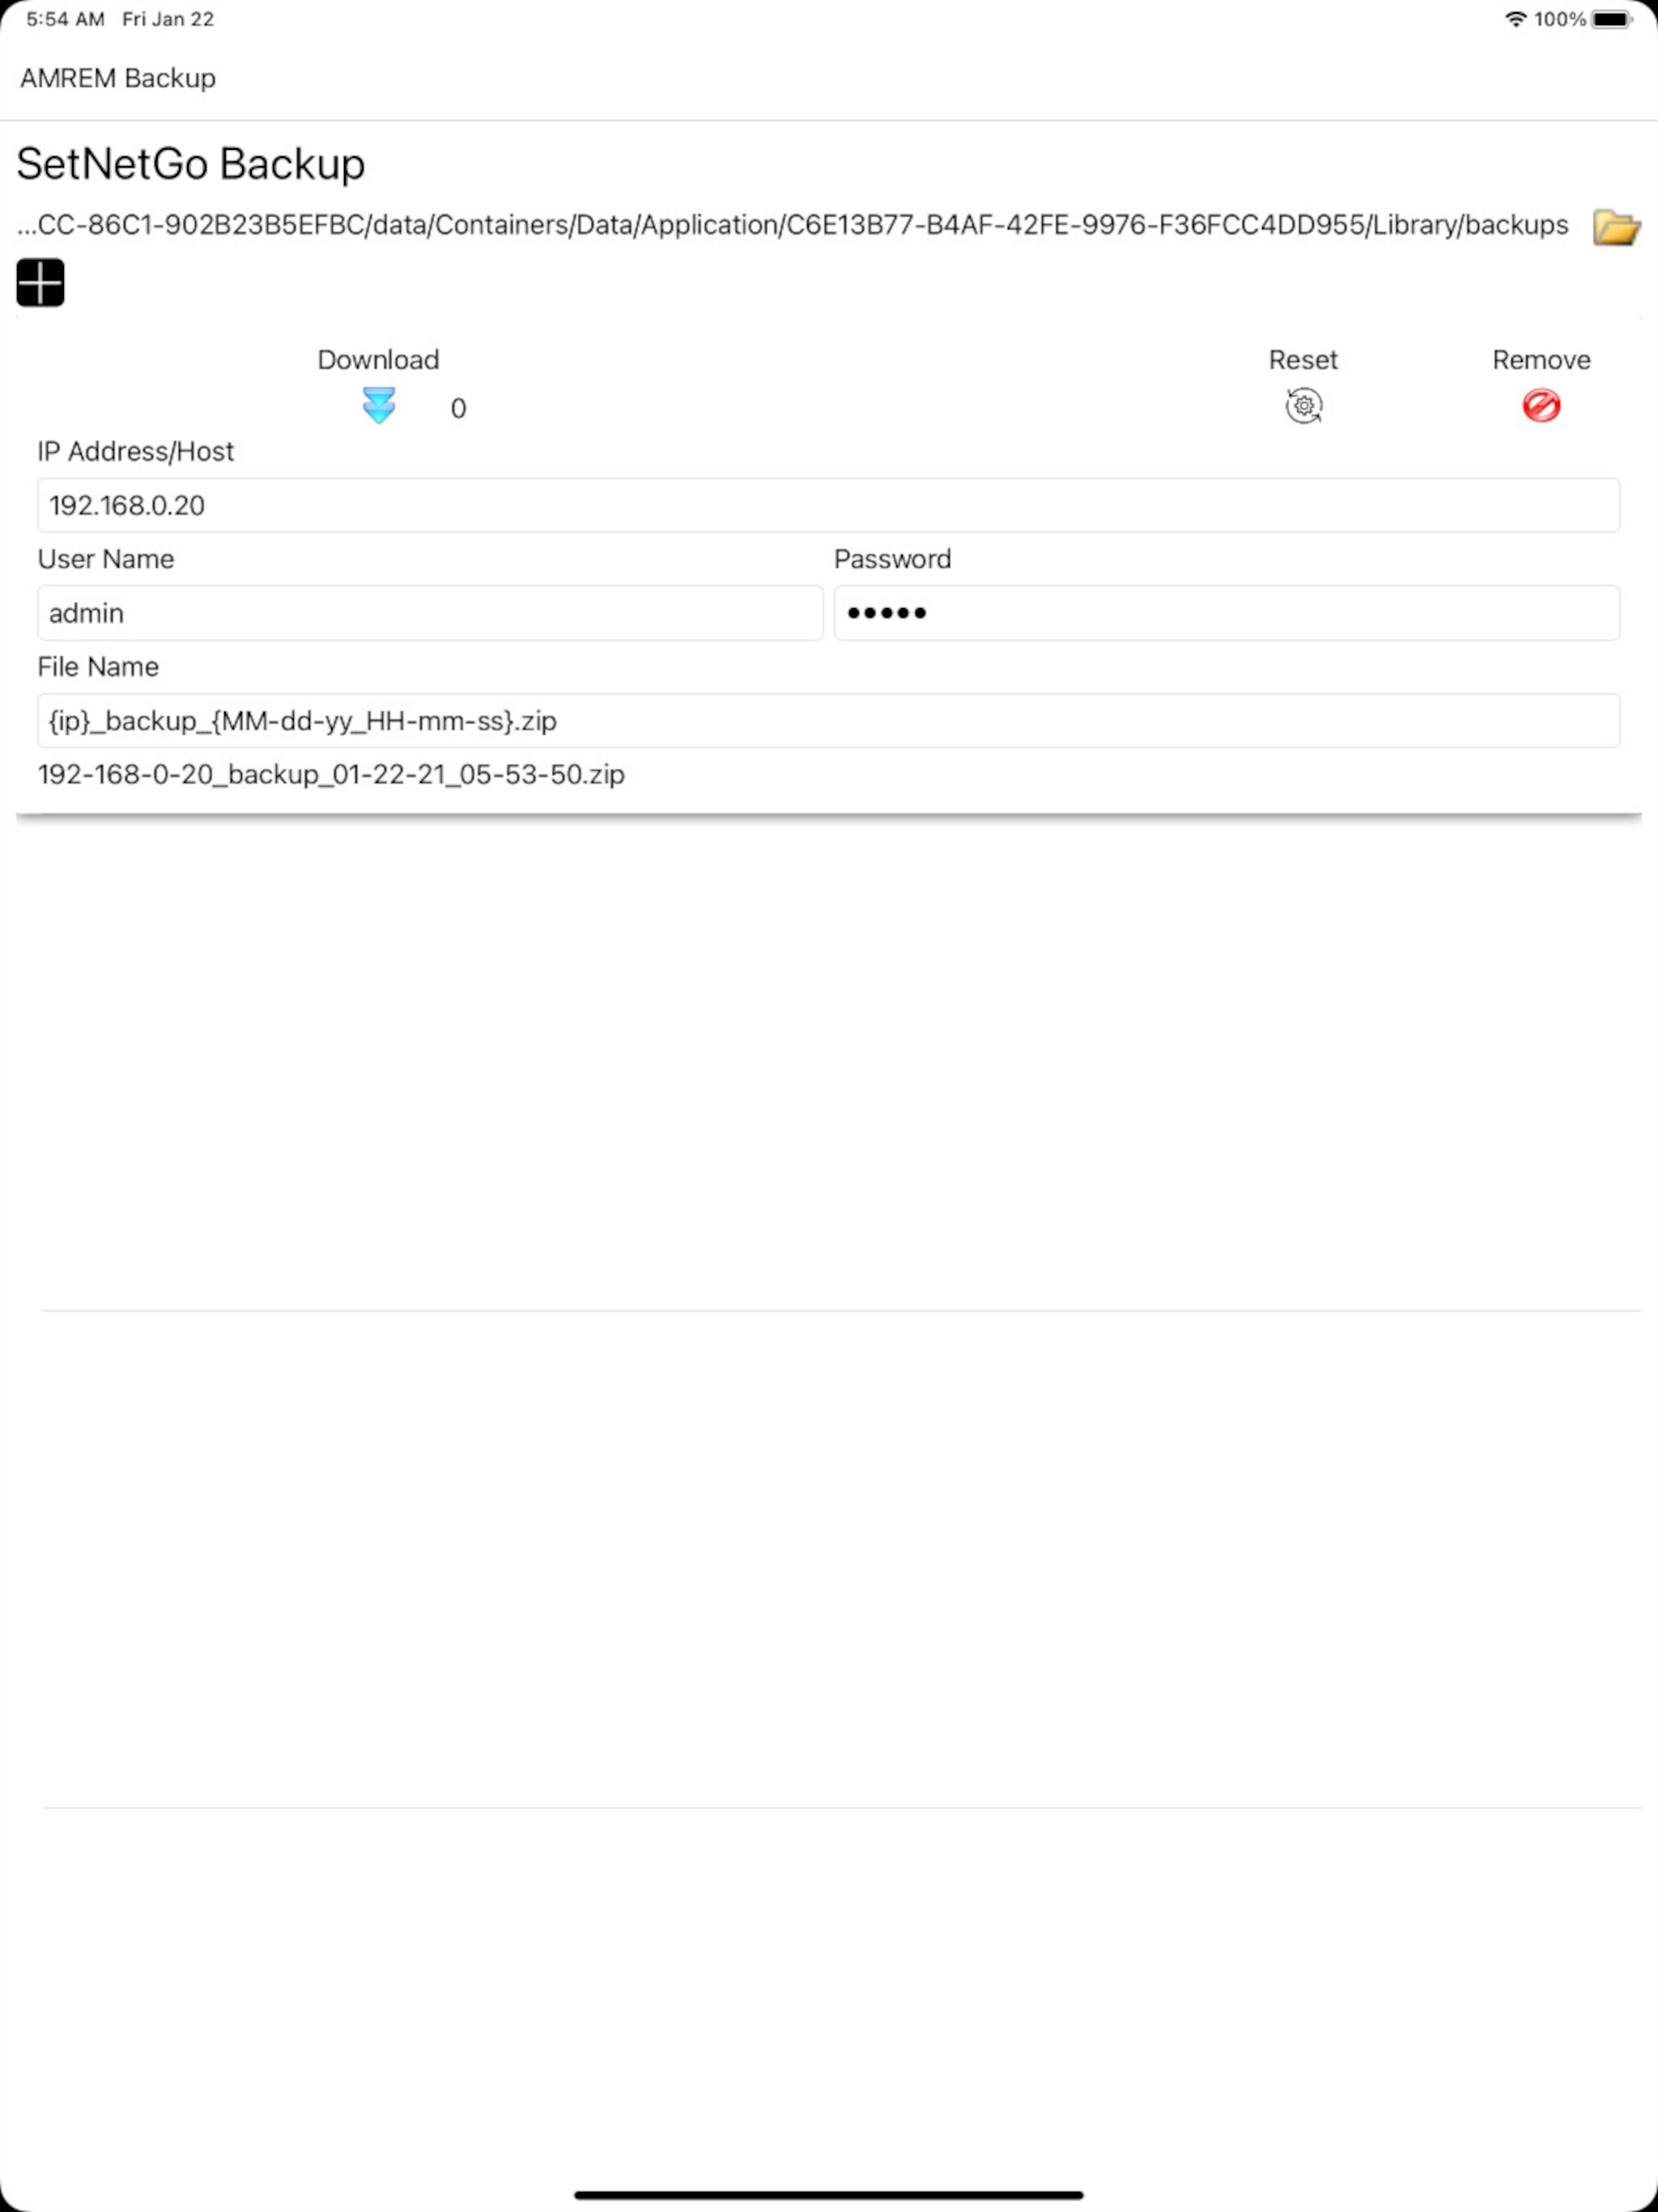 5:54 AM Fri Jan 22 100%
AMREM Backup
SetNetGo Backup
...CC-86C1-902B23B5EFBC/data/Containers/Data/Application/C6E13B77-B4AF-42FE-9976-F36FCC4DD955/Library/backups
Download Reset Remove
0
IP Address/Host
192.168.0.20
User Name Password
admin •••••
File Name
{ip}_backup_{MM-dd-yy_HH-mm-ss}.zip
192-168-0-20_backup_01-22-21_05-53-50.zip